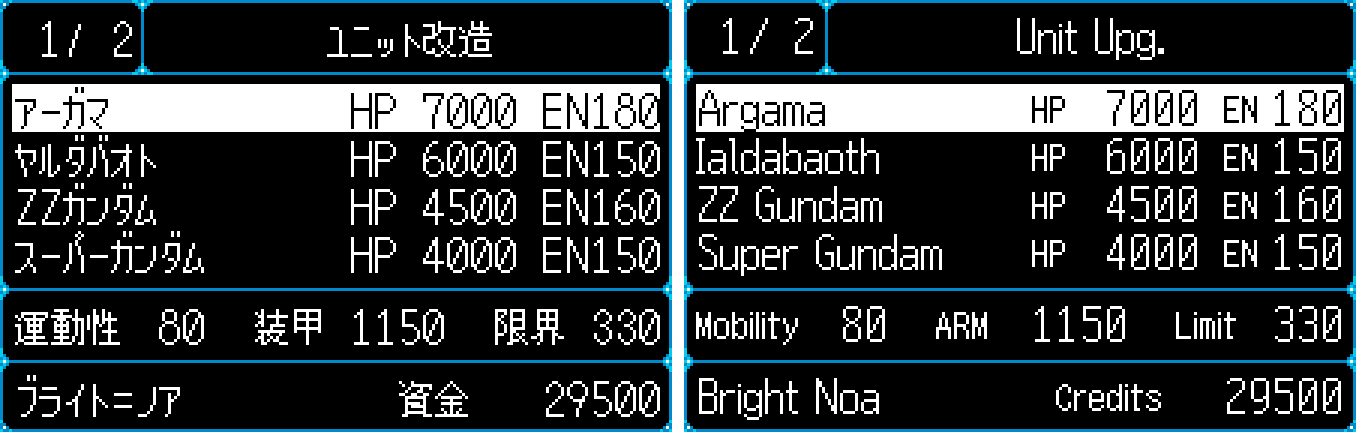 1/ 2 ユニット改造
アーガマ HP 7000 EN180
ヤルダバオト HP 6000 EN150
ZZガンダム HP 4500 EN160
スーパーガンダム HP 4000 EN150
運動性 80 装甲 1150 限界 330
ブライト=ノア 資金 29500
1/ 2 Unit Upg.
Argama HP 7000 EN 180
Ialdabaoth HP 6000 EN 150
ZZ Gundam HP 4500 EN 160
Super Gundam HP 4000 EN 150
Mobility 80 ARM 1150 Limit 330
Bright Noa Credits 29500